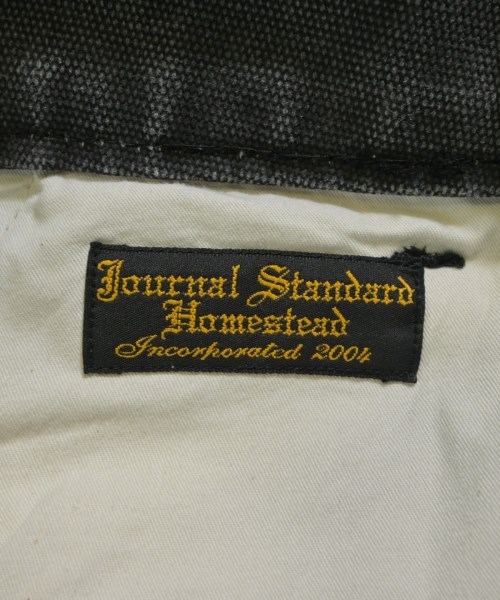 Journal Standard
Homestead
Incorporated 2004